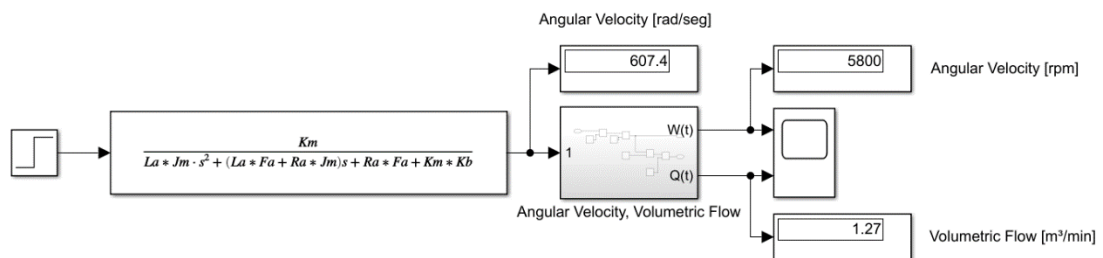 Angular Velocity [rad/seg]
607.4
5800
Angular Velocity [rpm]
Km
La * Jm · s² + (La * Fa + Ra * Jm)s + Ra * Fa + Km * Kb
1
W(t)
Q(t)
Angular Velocity, Volumetric Flow
1.27
Volumetric Flow [m³/min]